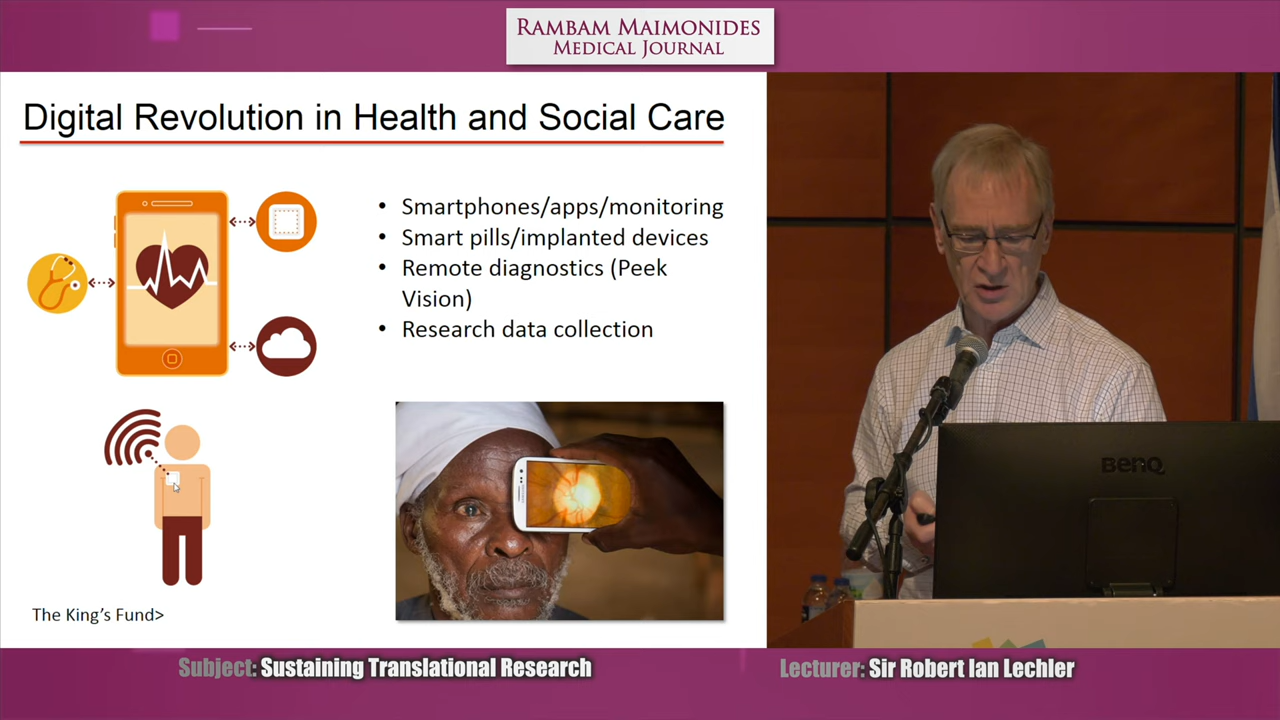 RAMBAM MAIMONIDES
MEDICAL JOURNAL
Digital Revolution in Health and Social Care
• Smartphones/apps/monitoring
• Smart pills/implanted devices
• Remote diagnostics (Peek
Vision)
• Research data collection
The King's Fund>
BenQ
Subject: Sustaining Translational Research
Lecturer: Sir Robert Ian Lechler